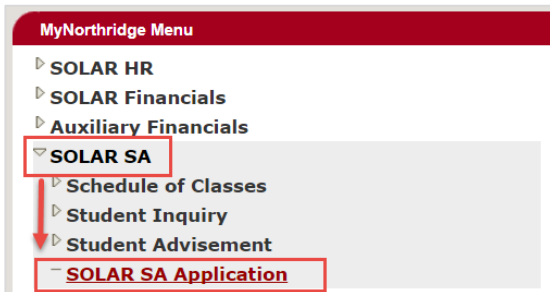 MyNorthridge Menu
SOLAR HR
SOLAR Financials
Auxiliary Financials
SOLAR SA
Schedule of Classes
Student Inquiry
Student Advisement
SOLAR SA Application